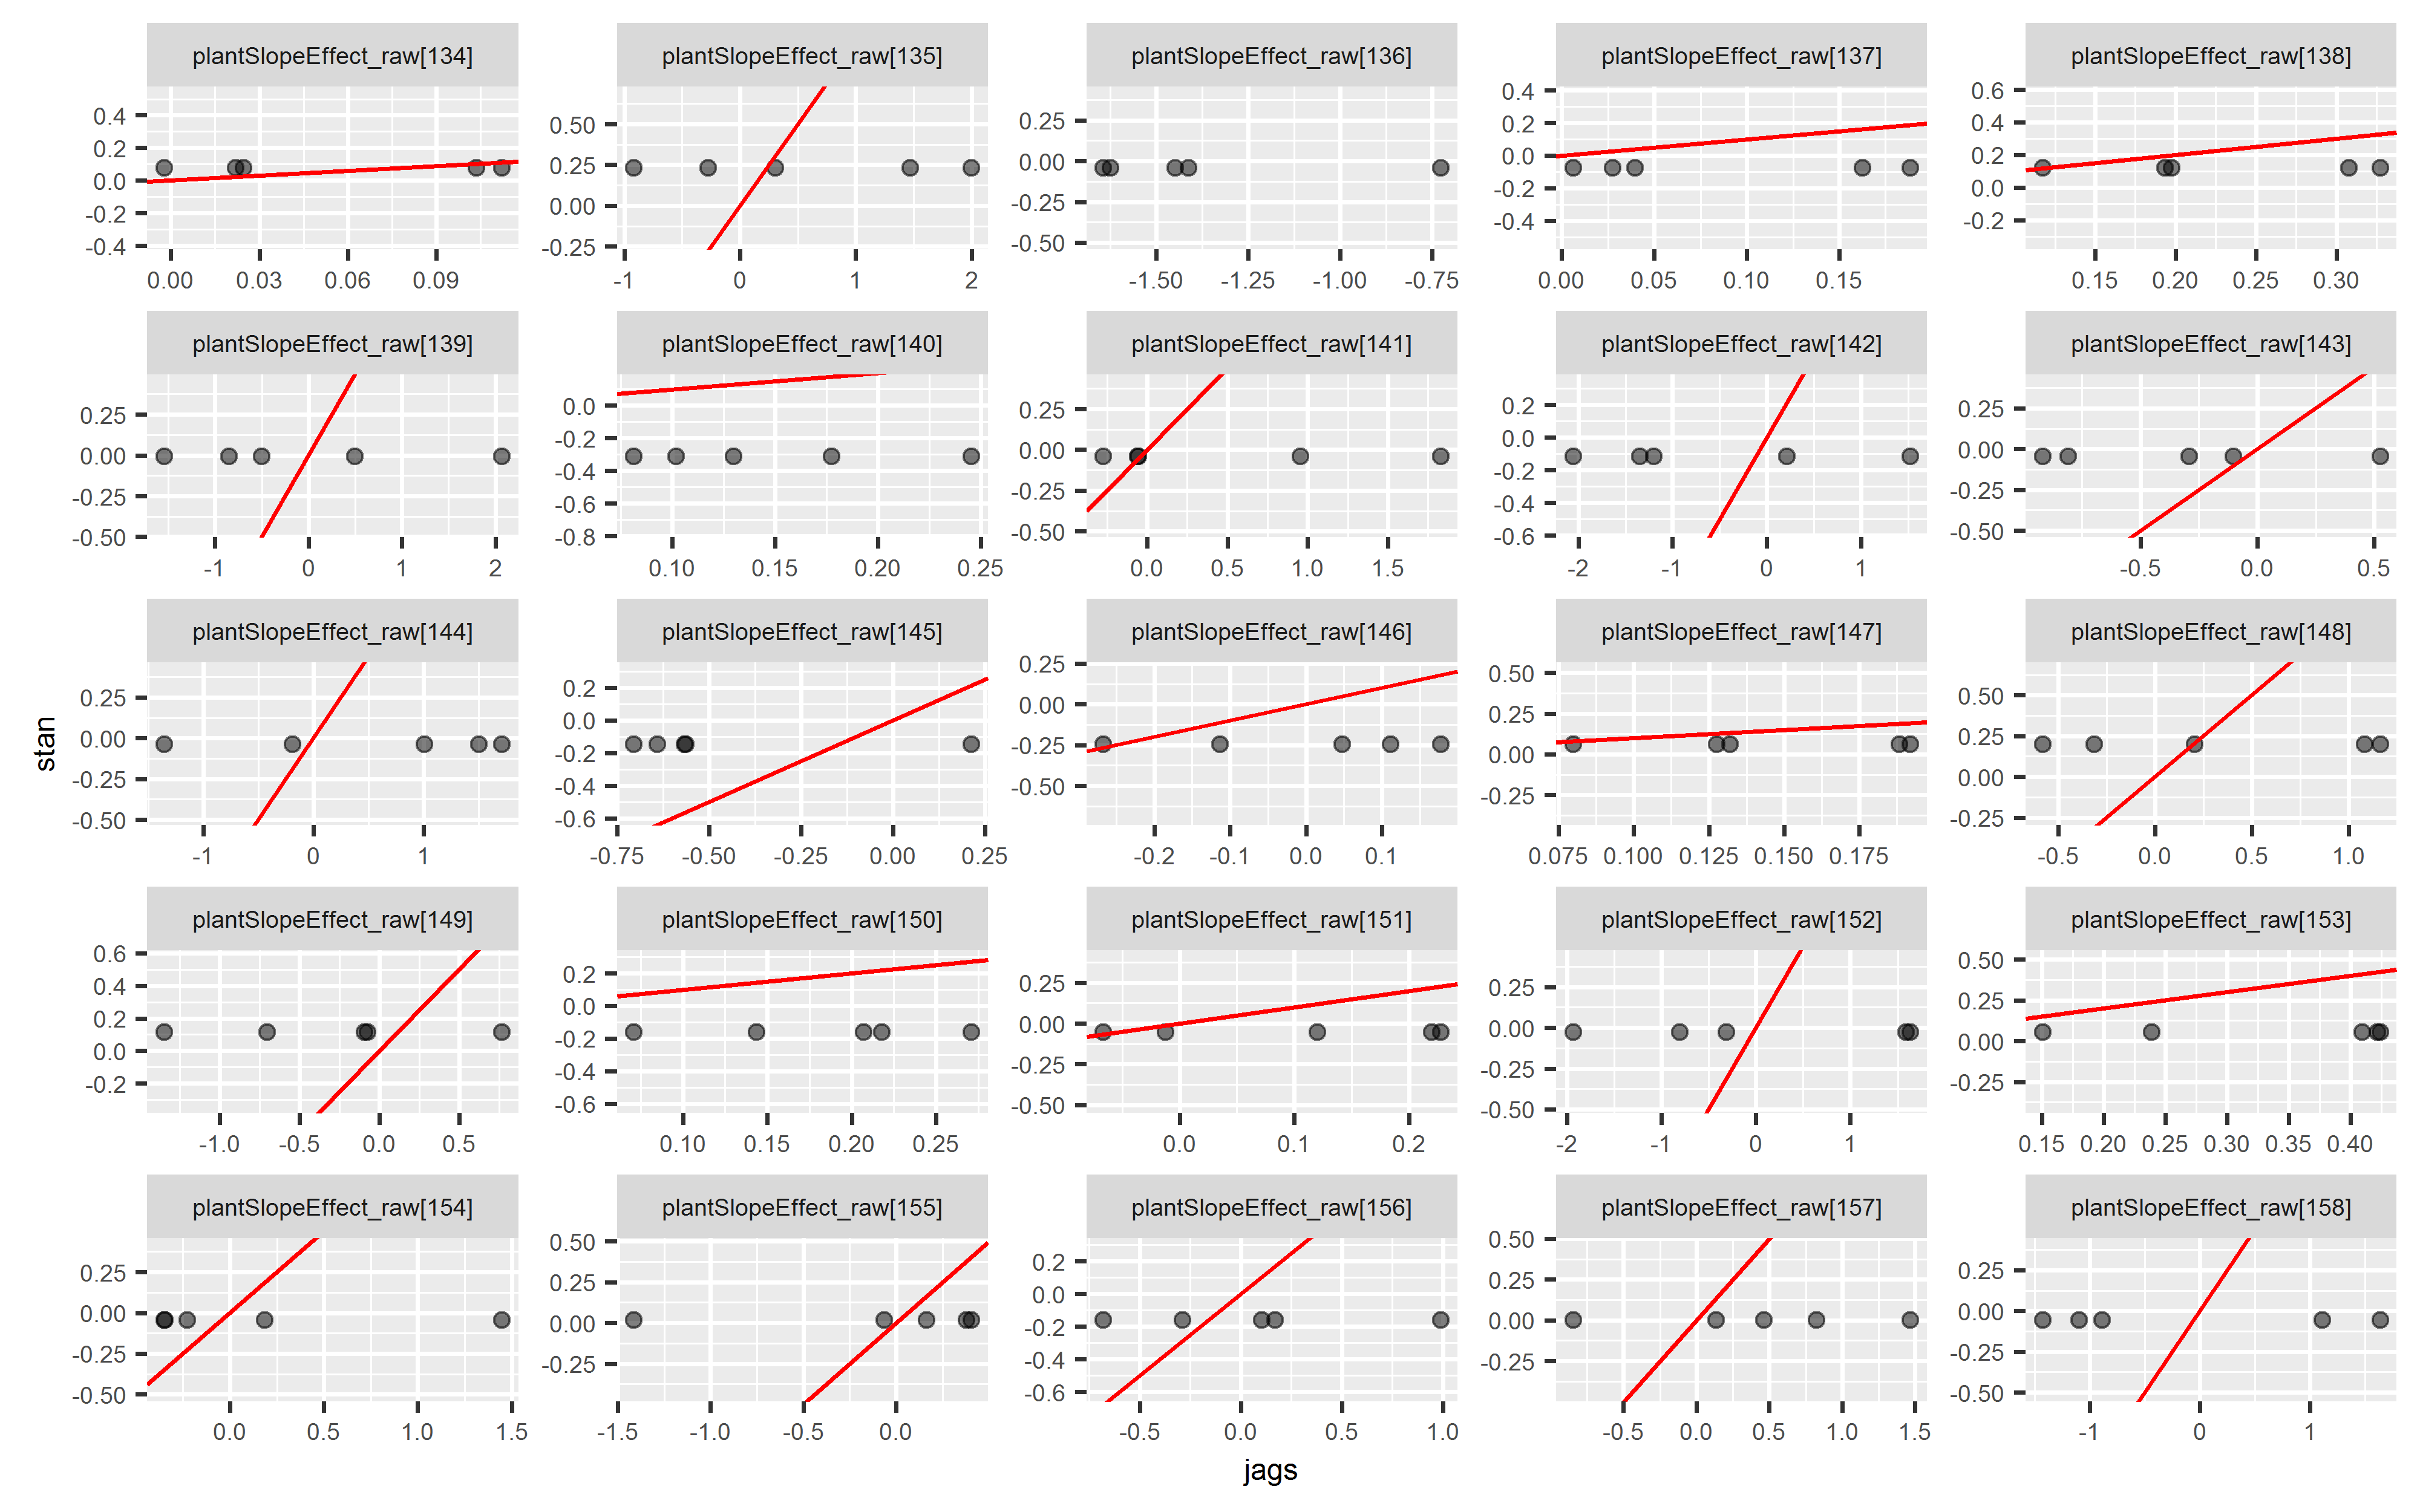 plantSlopeEffect_raw[134] plantSlopeEffect_raw[135] plantSlopeEffect_raw[136] plantSlopeEffect_raw[137] plantSlopeEffect_raw[138]
0.4 0.2 0.0 -0.2 -0.4
0.50 0.25 0.00 -0.25
0.25 0.00 -0.25 -0.50
0.4 0.2 0.0 -0.2 -0.4
0.6 0.4 0.2 0.0 -0.2
0.00 0.03 0.06 0.09
-1 0 1 2
-1.50 -1.25 -1.00 -0.75
0.00 0.05 0.10 0.15
0.15 0.20 0.25 0.30
plantSlopeEffect_raw[139] plantSlopeEffect_raw[140] plantSlopeEffect_raw[141] plantSlopeEffect_raw[142] plantSlopeEffect_raw[143]
0.25 0.00 -0.25 -0.50
0.0 -0.2 -0.4 -0.6 -0.8
0.25 0.00 -0.25 -0.50
0.2 0.0 -0.2 -0.4 -0.6
0.25 0.00 -0.25 -0.50
-1 0 1 2
0.10 0.15 0.20 0.25
0.0 0.5 1.0 1.5
-2 -1 0 1
-0.5 0.0 0.5
plantSlopeEffect_raw[144] plantSlopeEffect_raw[145] plantSlopeEffect_raw[146] plantSlopeEffect_raw[147] plantSlopeEffect_raw[148]
stan
0.25 0.00 -0.25 -0.50
0.2 0.0 -0.2 -0.4 -0.6
0.25 0.00 -0.25 -0.50
0.50 0.25 0.00 -0.25
0.50 0.25 0.00 -0.25
-1 0 1
-0.75 -0.50 -0.25 0.00 0.25
-0.2 -0.1 0.0 0.1
0.075 0.100 0.125 0.150 0.175
-0.5 0.0 0.5 1.0
plantSlopeEffect_raw[149] plantSlopeEffect_raw[150] plantSlopeEffect_raw[151] plantSlopeEffect_raw[152] plantSlopeEffect_raw[153]
0.6 0.4 0.2 0.0 -0.2
0.2 0.0 -0.2 -0.4 -0.6
0.25 0.00 -0.25 -0.50
0.25 0.00 -0.25 -0.50
0.50 0.25 0.00 -0.25
-1.0 -0.5 0.0 0.5
0.10 0.15 0.20 0.25
0.0 0.1 0.2
-2 -1 0 1
0.15 0.20 0.25 0.30 0.35 0.40
plantSlopeEffect_raw[154] plantSlopeEffect_raw[155] plantSlopeEffect_raw[156] plantSlopeEffect_raw[157] plantSlopeEffect_raw[158]
0.25 0.00 -0.25 -0.50
0.50 0.25 0.00 -0.25
0.2 0.0 -0.2 -0.4 -0.6
0.50 0.25 0.00 -0.25
0.25 0.00 -0.25 -0.50
0.0 0.5 1.0 1.5
-1.5 -1.0 -0.5 0.0
-0.5 0.0 0.5 1.0
-0.5 0.0 0.5 1.0 1.5
-1 0 1
jags